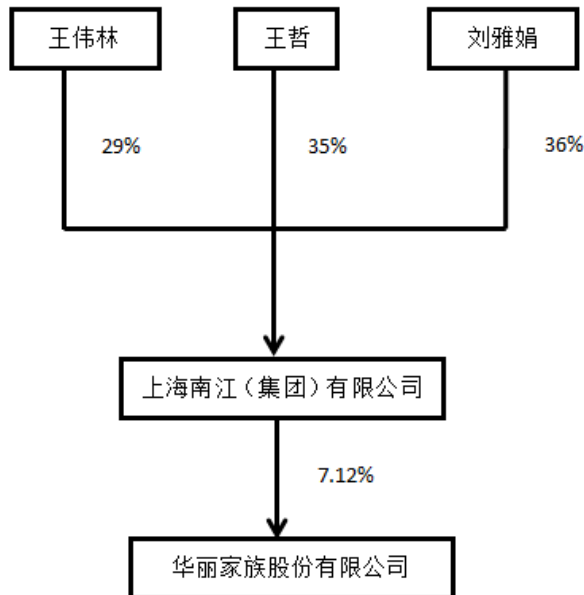 王伟林
王哲
刘雅娟
29%
35%
36%
上海南江（集团）有限公司
7.12%
华丽家族股份有限公司